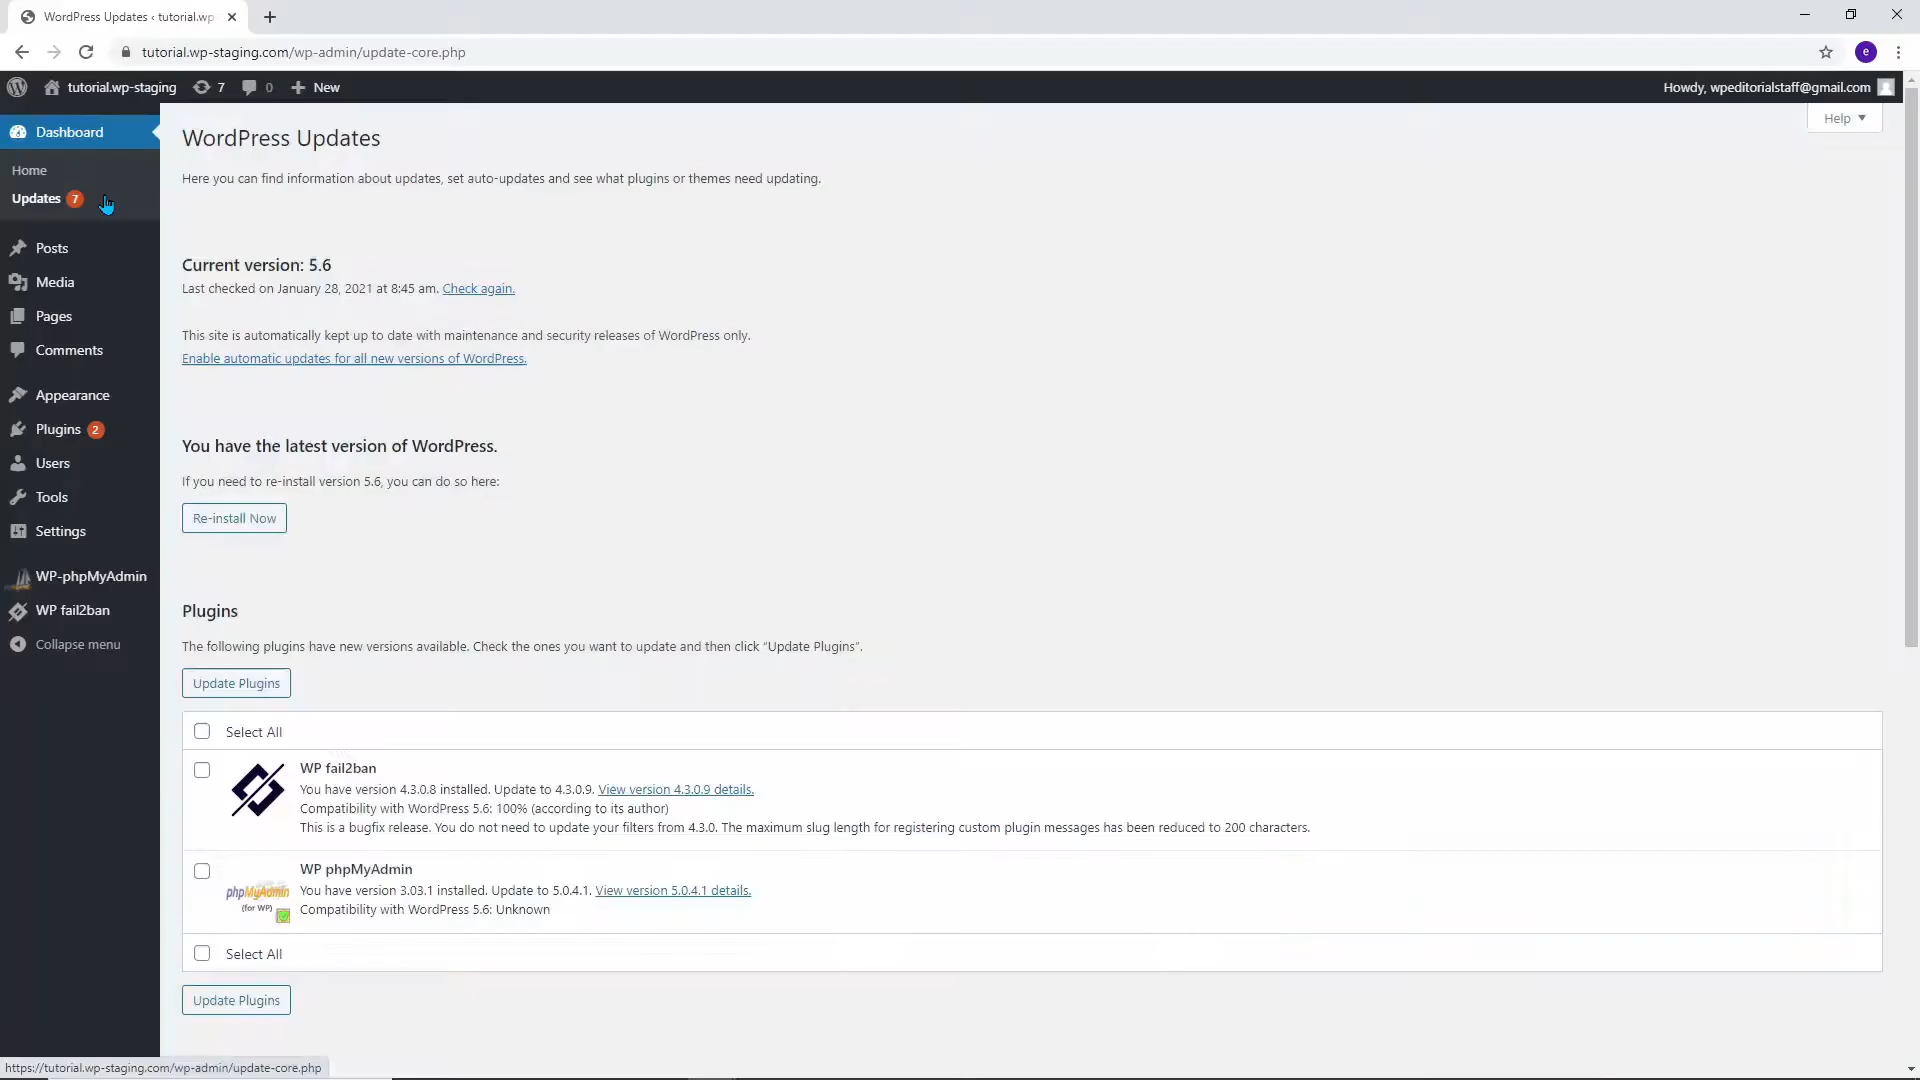 WordPress Updates ‹ tutorial.wp
tutorial.wp-staging.com/wp-admin/update-core.php
e
tutorial.wp-staging
7
0
New
Howdy, wpeditorialstaff@gmail.com
Help
Dashboard
Home
Updates 7
Posts
Media
Pages
Comments
Appearance
Plugins 2
Users
Tools
Settings
WP-phpMyAdmin
WP fail2ban
Collapse menu
WordPress Updates
Here you can find information about updates, set auto-updates and see what plugins or themes need updating.
Current version: 5.6
Last checked on January 28, 2021 at 8:45 am. Check again.
This site is automatically kept up to date with maintenance and security releases of WordPress only.
Enable automatic updates for all new versions of WordPress.
You have the latest version of WordPress.
If you need to re-install version 5.6, you can do so here:
Re-install Now
Plugins
The following plugins have new versions available. Check the ones you want to update and then click “Update Plugins”.
Update Plugins
Select All
WP fail2ban
You have version 4.3.0.8 installed. Update to 4.3.0.9. View version 4.3.0.9 details.
Compatibility with WordPress 5.6: 100% (according to its author)
This is a bugfix release. You do not need to update your filters from 4.3.0. The maximum slug length for registering custom plugin messages has been reduced to 200 characters.
phpMyAdmin
(for WP)
WP phpMyAdmin
You have version 3.03.1 installed. Update to 5.0.4.1. View version 5.0.4.1 details.
Compatibility with WordPress 5.6: Unknown
Select All
Update Plugins
https://tutorial.wp-staging.com/wp-admin/update-core.php